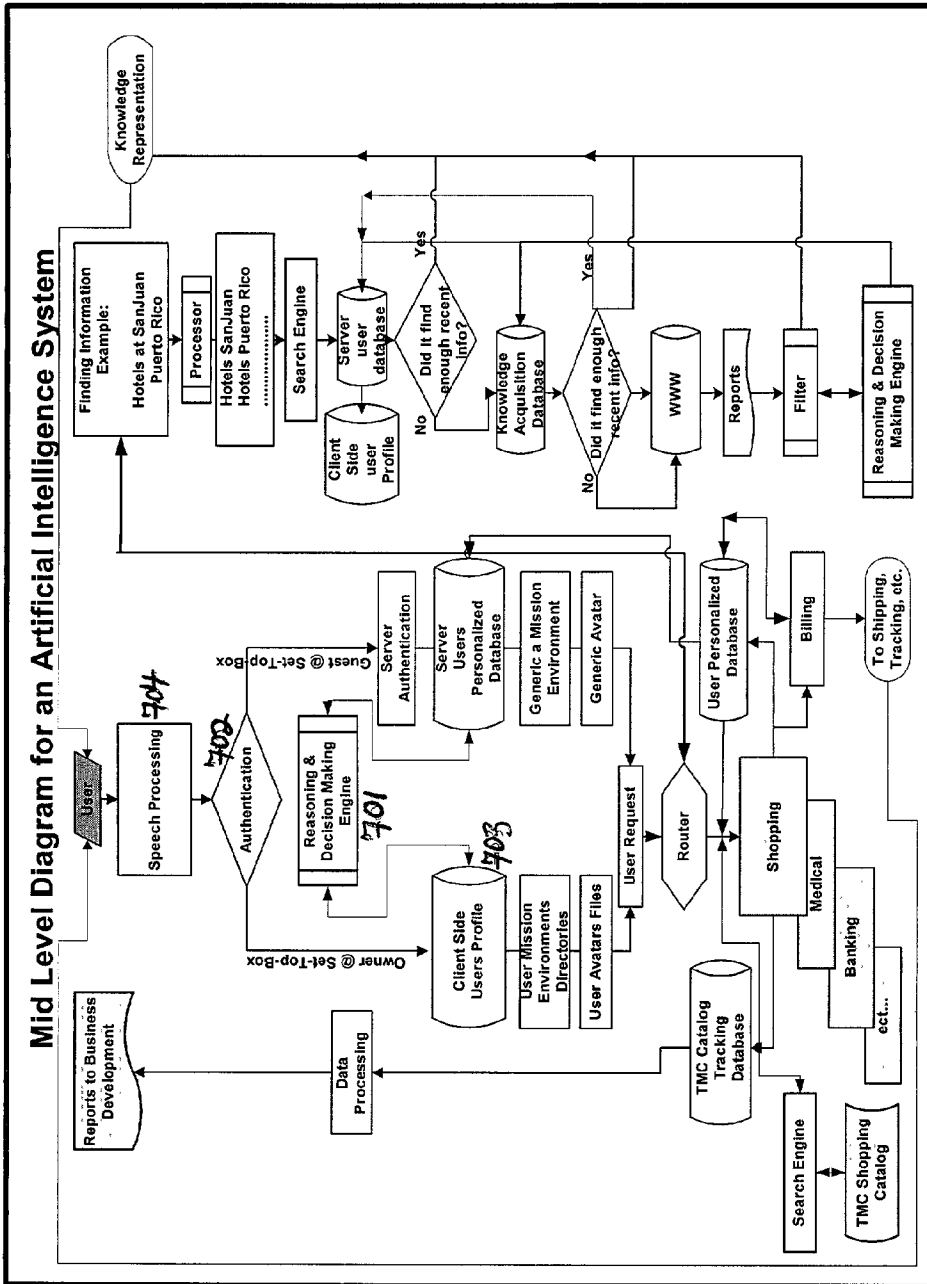 Mid Level Diagram for an Artificial Intelligence System
Reports to Business
Development
Data
Processing
TMC Catalog
Tracking
Database
Search Engine
TMC Shopping
Catalog
User
Speech Processing
704
Authentication
702
Owner @ Set-Top-Box
Guest @ Set-Top-Box
Reasoning &
Decision Making
Engine
701
Client Side
Users Profile
703
User Mission
Environments
Directories
User Avatars Files
Server
Authentication
Server
Users
Personalized
Database
Generic a Mission
Environment
Generic Avatar
User Request
Router
Shopping
Medical
Banking
ect...
User Personalized
Database
Billing
To Shipping,
Tracking, etc.
Knowledge
Representation
Finding Information
Example:
Hotels at SanJuan
Puerto Rico
Processor
Hotels SanJuan
Hotels Puerto Rico
........................
Search Engine
Server
user
database
Client
Side
user
Profile
Did it find
enough recent
info?
Yes
No
Knowledge
Acquisition
Database
Did it find enough
recent info?
Yes
No
WWW
Reports
Filter
Reasoning & Decision
Making Engine